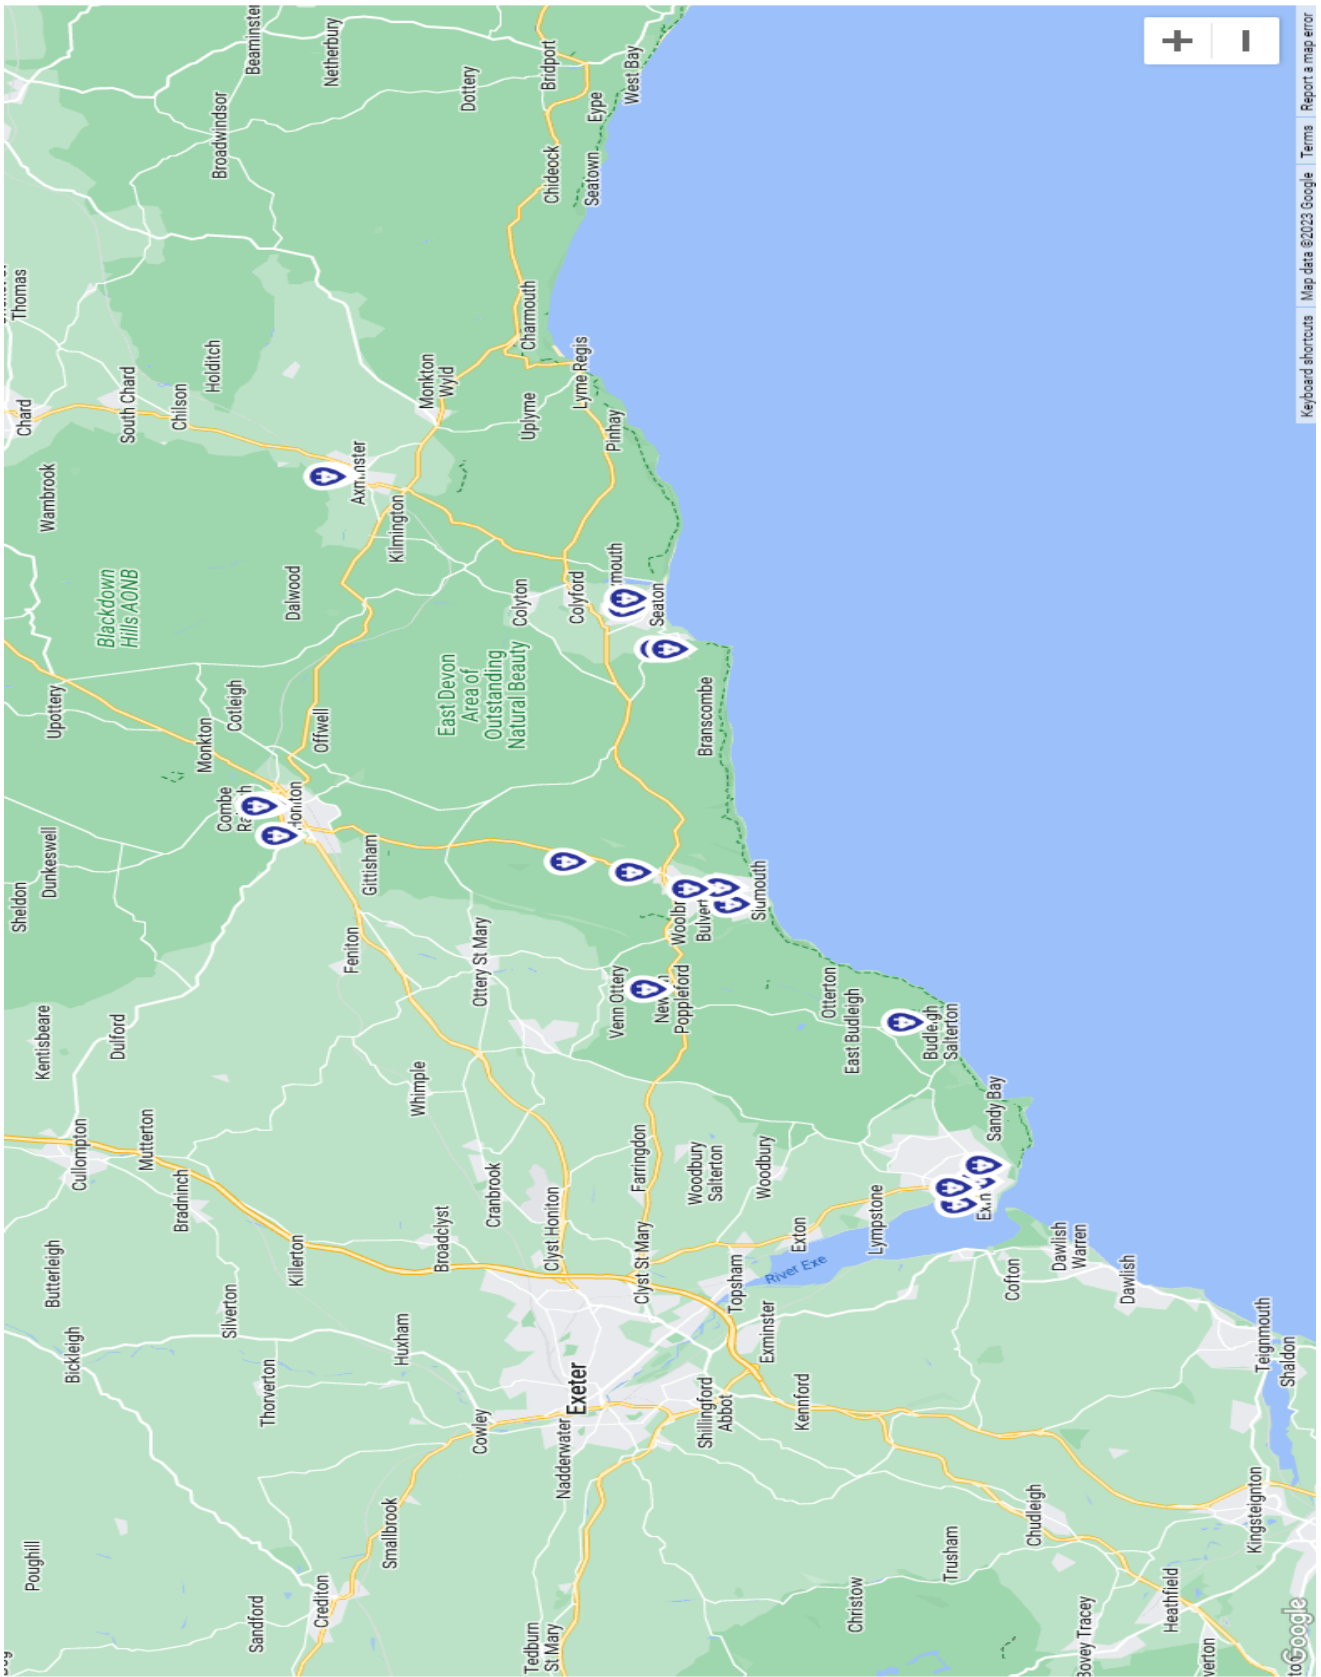 Poughill
Sandford
Crediton
Smallbrook
Tedburn
St Mary
Nadderwater
Cowley
Exeter
Thorverton
Bickleigh
Butterleigh
Silverton
Huxham
Killerton
Broadclyst
Bradninch
Mutterton
Cullompton
Kentisbeare
Dulford
Cranbrook
Clyst Honiton
Clyst St Mary
Whimple
Farringdon
Woodbury
Salterton
Woodbury
Topsham
Exton
Lympstone
River Exe
Exminster
Shillingford
Abbot
Kennford
Christow
Trusham
Chudleigh
Bovey Tracey
Heathfield
Kingsteignton
Teignmouth
Shaldon
Dawlish
Dawlish
Warren
Cofton
Sandy Bay
Budleigh
Salterton
East Budleigh
Otterton
Venn Ottery
Poppleford
Ottery St Mary
Feniton
Gittisham
Sheldon
Dunkeswell
Combe
Honiton
Monkton
Cotleigh
Upottery
Offwell
Blackdown
Hills AONB
Dalwood
East Devon
Area of
Outstanding
Natural Beauty
Branscombe
Sidmouth
Seaton
Colyton
Colyford
Kilmington
Axminster
Wambrook
Chard
South Chard
Chilson
Holditch
Thomas
Monkton
Wyld
Uplyme
Pinhay
Lyme Regis
Charmouth
Chideock
Seatown
Eype
West Bay
Bridport
Dottery
Netherbury
Beaminster
Broadwindsor
Google
Keyboard shortcuts
Map data ©2023 Google
Terms
Report a map error